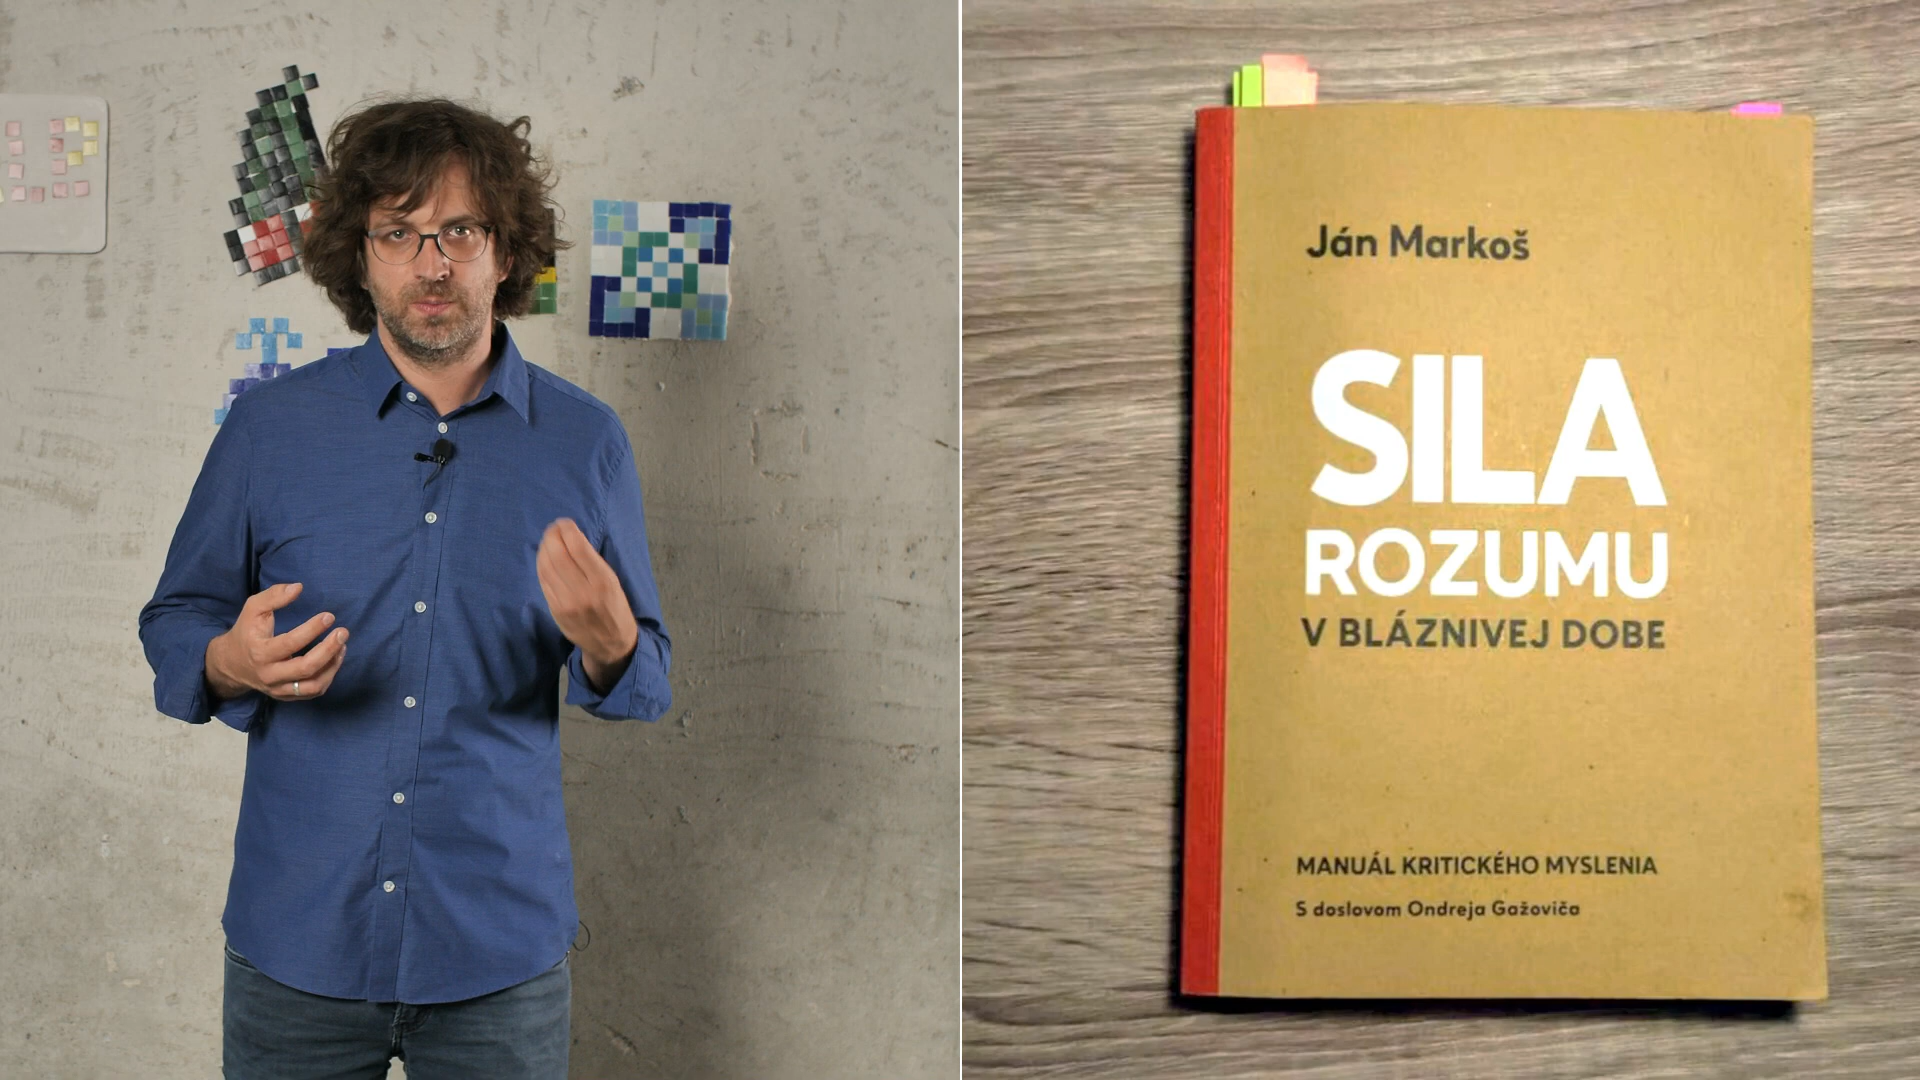 Ján Markoš
SILA
ROZUMU
V BLÁZNIVEJ DOBE
MANUÁL KRITICKÉHO MYSLENIA
S doslovom Ondreja Gažoviča